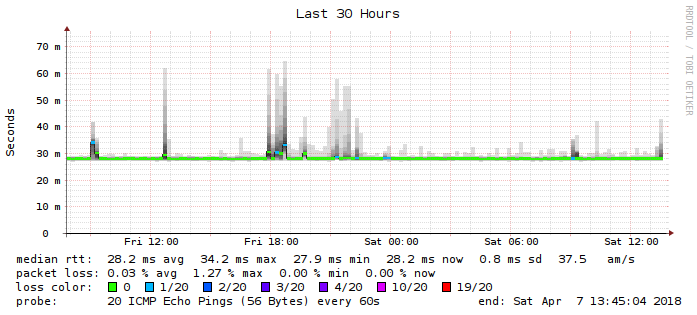 Last 30 Hours
RRDTOOL / TOBI OETIKER
Seconds
70 m
60 m
50 m
40 m
30 m
20 m
10 m
0
Fri 12:00 Fri 18:00 Sat 00:00 Sat 06:00 Sat 12:00
median rtt: 28.2 ms avg 34.2 ms max 27.9 ms min 28.2 ms now 0.8 ms sd 37.5 am/s
packet loss: 0.03 % avg 1.27 % max 0.00 % min 0.00 % now
loss color: 0 1/20 2/20 3/20 4/20 10/20 19/20
probe: 20 ICMP Echo Pings (56 Bytes) every 60s end: Sat Apr 7 13:45:04 2018